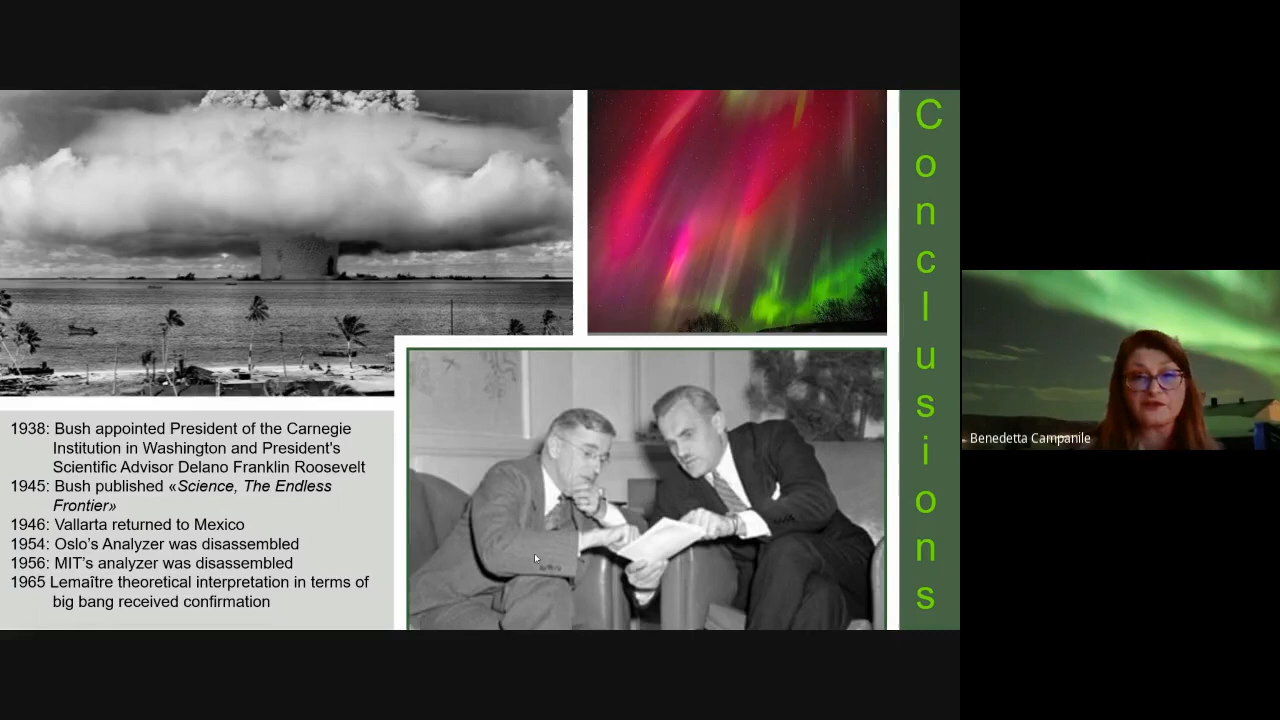 Conclusions
1938: Bush appointed President of the Carnegie
Institution in Washington and President's
Scientific Advisor Delano Franklin Roosevelt
1945: Bush published «Science, The Endless
Frontier»
1946: Vallarta returned to Mexico
1954: Oslo's Analyzer was disassembled
1956: MIT's analyzer was disassembled
1965 Lemaître theoretical interpretation in terms of
big bang received confirmation
Benedetta Campanile